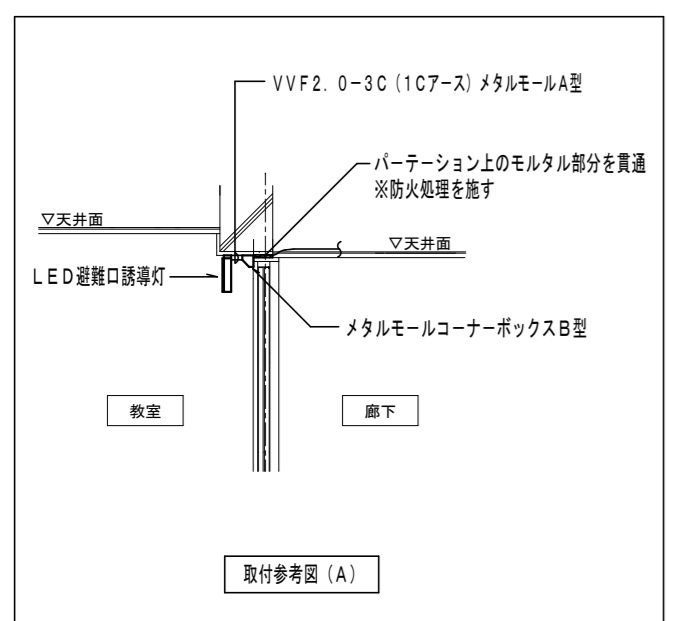 VVF2.0-3C(1Cアース)メタルモールA型
パーテーション上のモルタル部分を貫通
※防火処理を施す
▽天井面
▽天井面
LED避難口誘導灯
メタルモールコーナーボックスB型
教室
廊下
取付参考図(A)